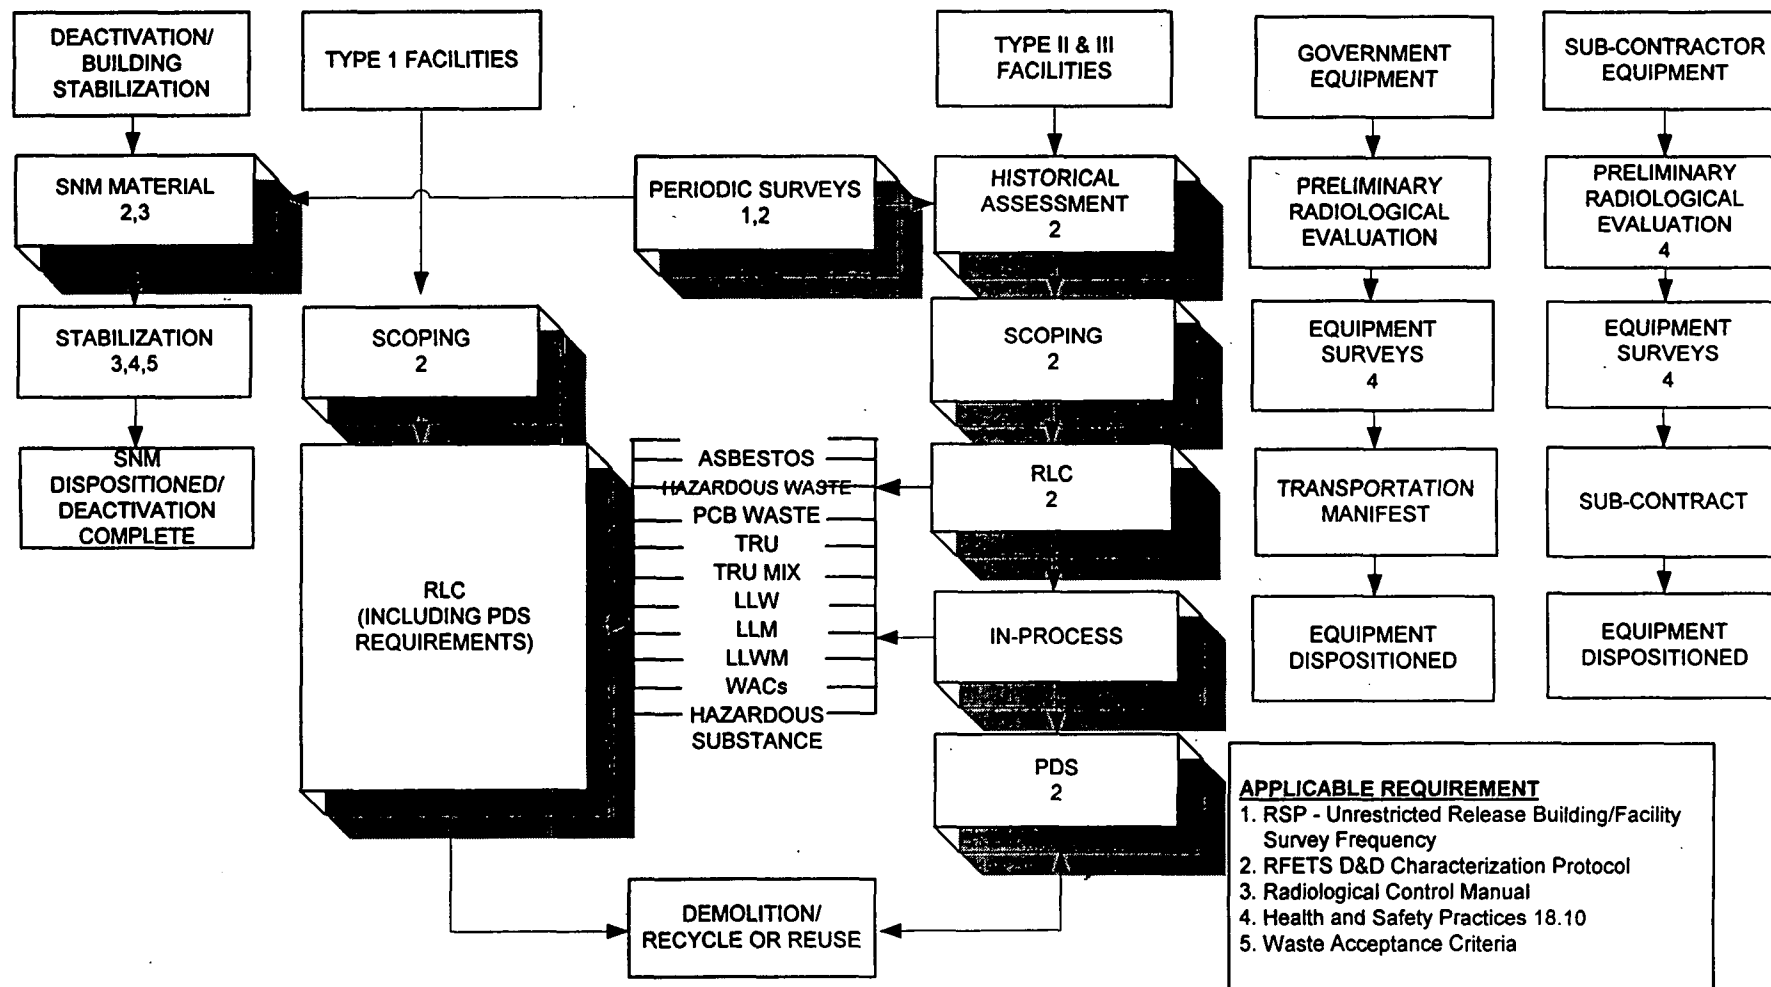 DEACTIVATION/
BUILDING
STABILIZATION
SNM MATERIAL
2,3
STABILIZATION
3,4,5
SNM
DISPOSITIONED/
DEACTIVATION
COMPLETE
TYPE 1 FACILITIES
SCOPING
2
RLC
(INCLUDING PDS
REQUIREMENTS)
PERIODIC SURVEYS
1,2
ASBESTOS
HAZARDOUS WASTE
PCB WASTE
TRU
TRU MIX
LLW
LLM
LLWM
WACs
HAZARDOUS
SUBSTANCE
DEMOLITION/
RECYCLE OR REUSE
TYPE II & III
FACILITIES
HISTORICAL
ASSESSMENT
2
SCOPING
2
RLC
2
IN-PROCESS
PDS
2
GOVERNMENT
EQUIPMENT
PRELIMINARY
RADIOLOGICAL
EVALUATION
EQUIPMENT
SURVEYS
4
TRANSPORTATION
MANIFEST
EQUIPMENT
DISPOSITIONED
SUB-CONTRACTOR
EQUIPMENT
PRELIMINARY
RADIOLOGICAL
EVALUATION
4
EQUIPMENT
SURVEYS
4
SUB-CONTRACT
EQUIPMENT
DISPOSITIONED
APPLICABLE REQUIREMENT
1. RSP - Unrestricted Release Building/Facility
Survey Frequency
2. RFETS D&D Characterization Protocol
3. Radiological Control Manual
4. Health and Safety Practices 18.10
5. Waste Acceptance Criteria